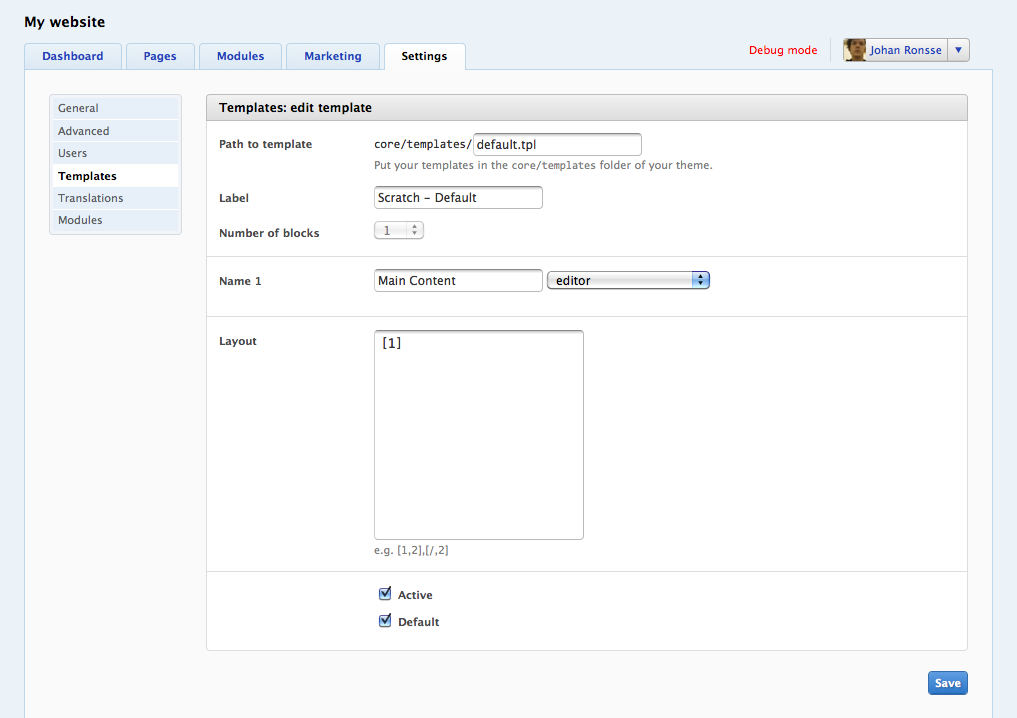 My website
Dashboard
Pages
Modules
Marketing
Settings
Debug mode
Johan Ronsse
General
Advanced
Users
Templates
Translations
Modules
Templates: edit template
Path to template
core/templates/ default.tpl
Put your templates in the core/templates folder of your theme.
Label
Scratch - Default
Number of blocks
1
Name 1
Main Content
editor
Layout
[1]
e.g. [1,2],[/,2]
Active
Default
Save